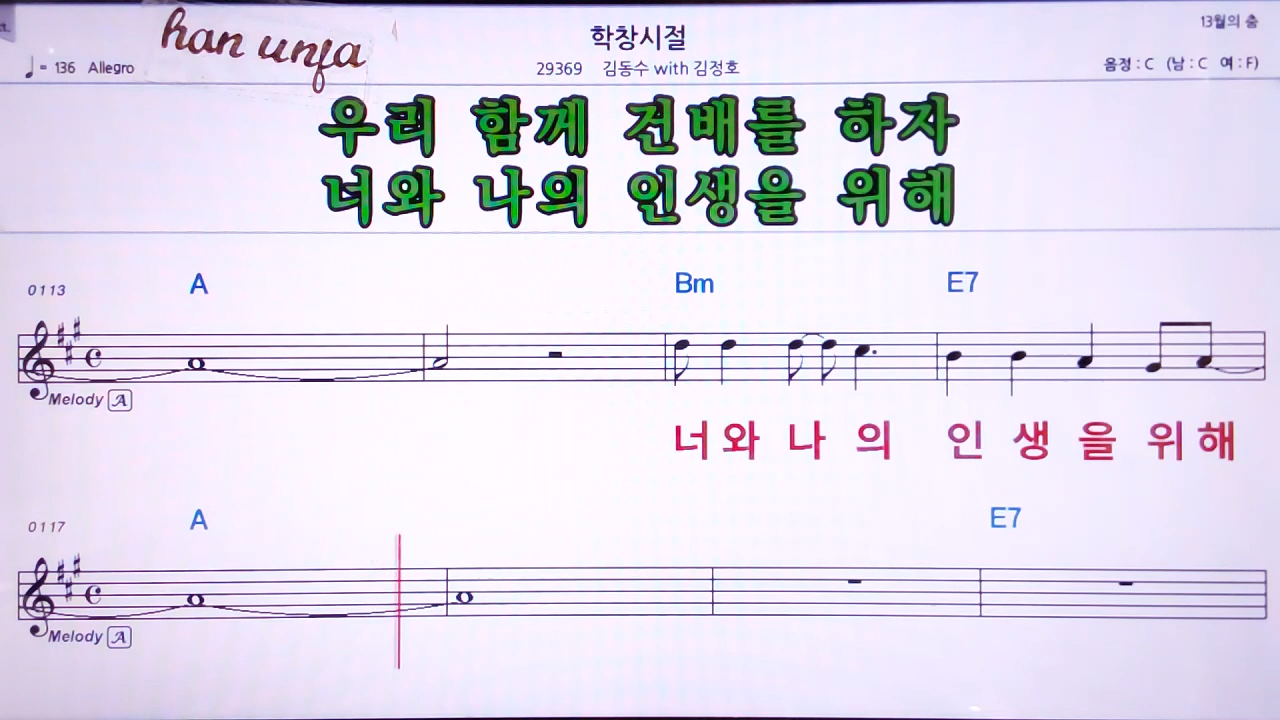 han unfa
학창시절
13월의 춤
♩= 136 Allegro
29369 김동수 with 김정호
음정 : C (남 : C 여 : F)
우리 함께 건배를 하자
너와 나의 인생을 위해
0113 A Bm E7
Melody A
너와 나의 인생을 위해
0117 A E7
Melody A